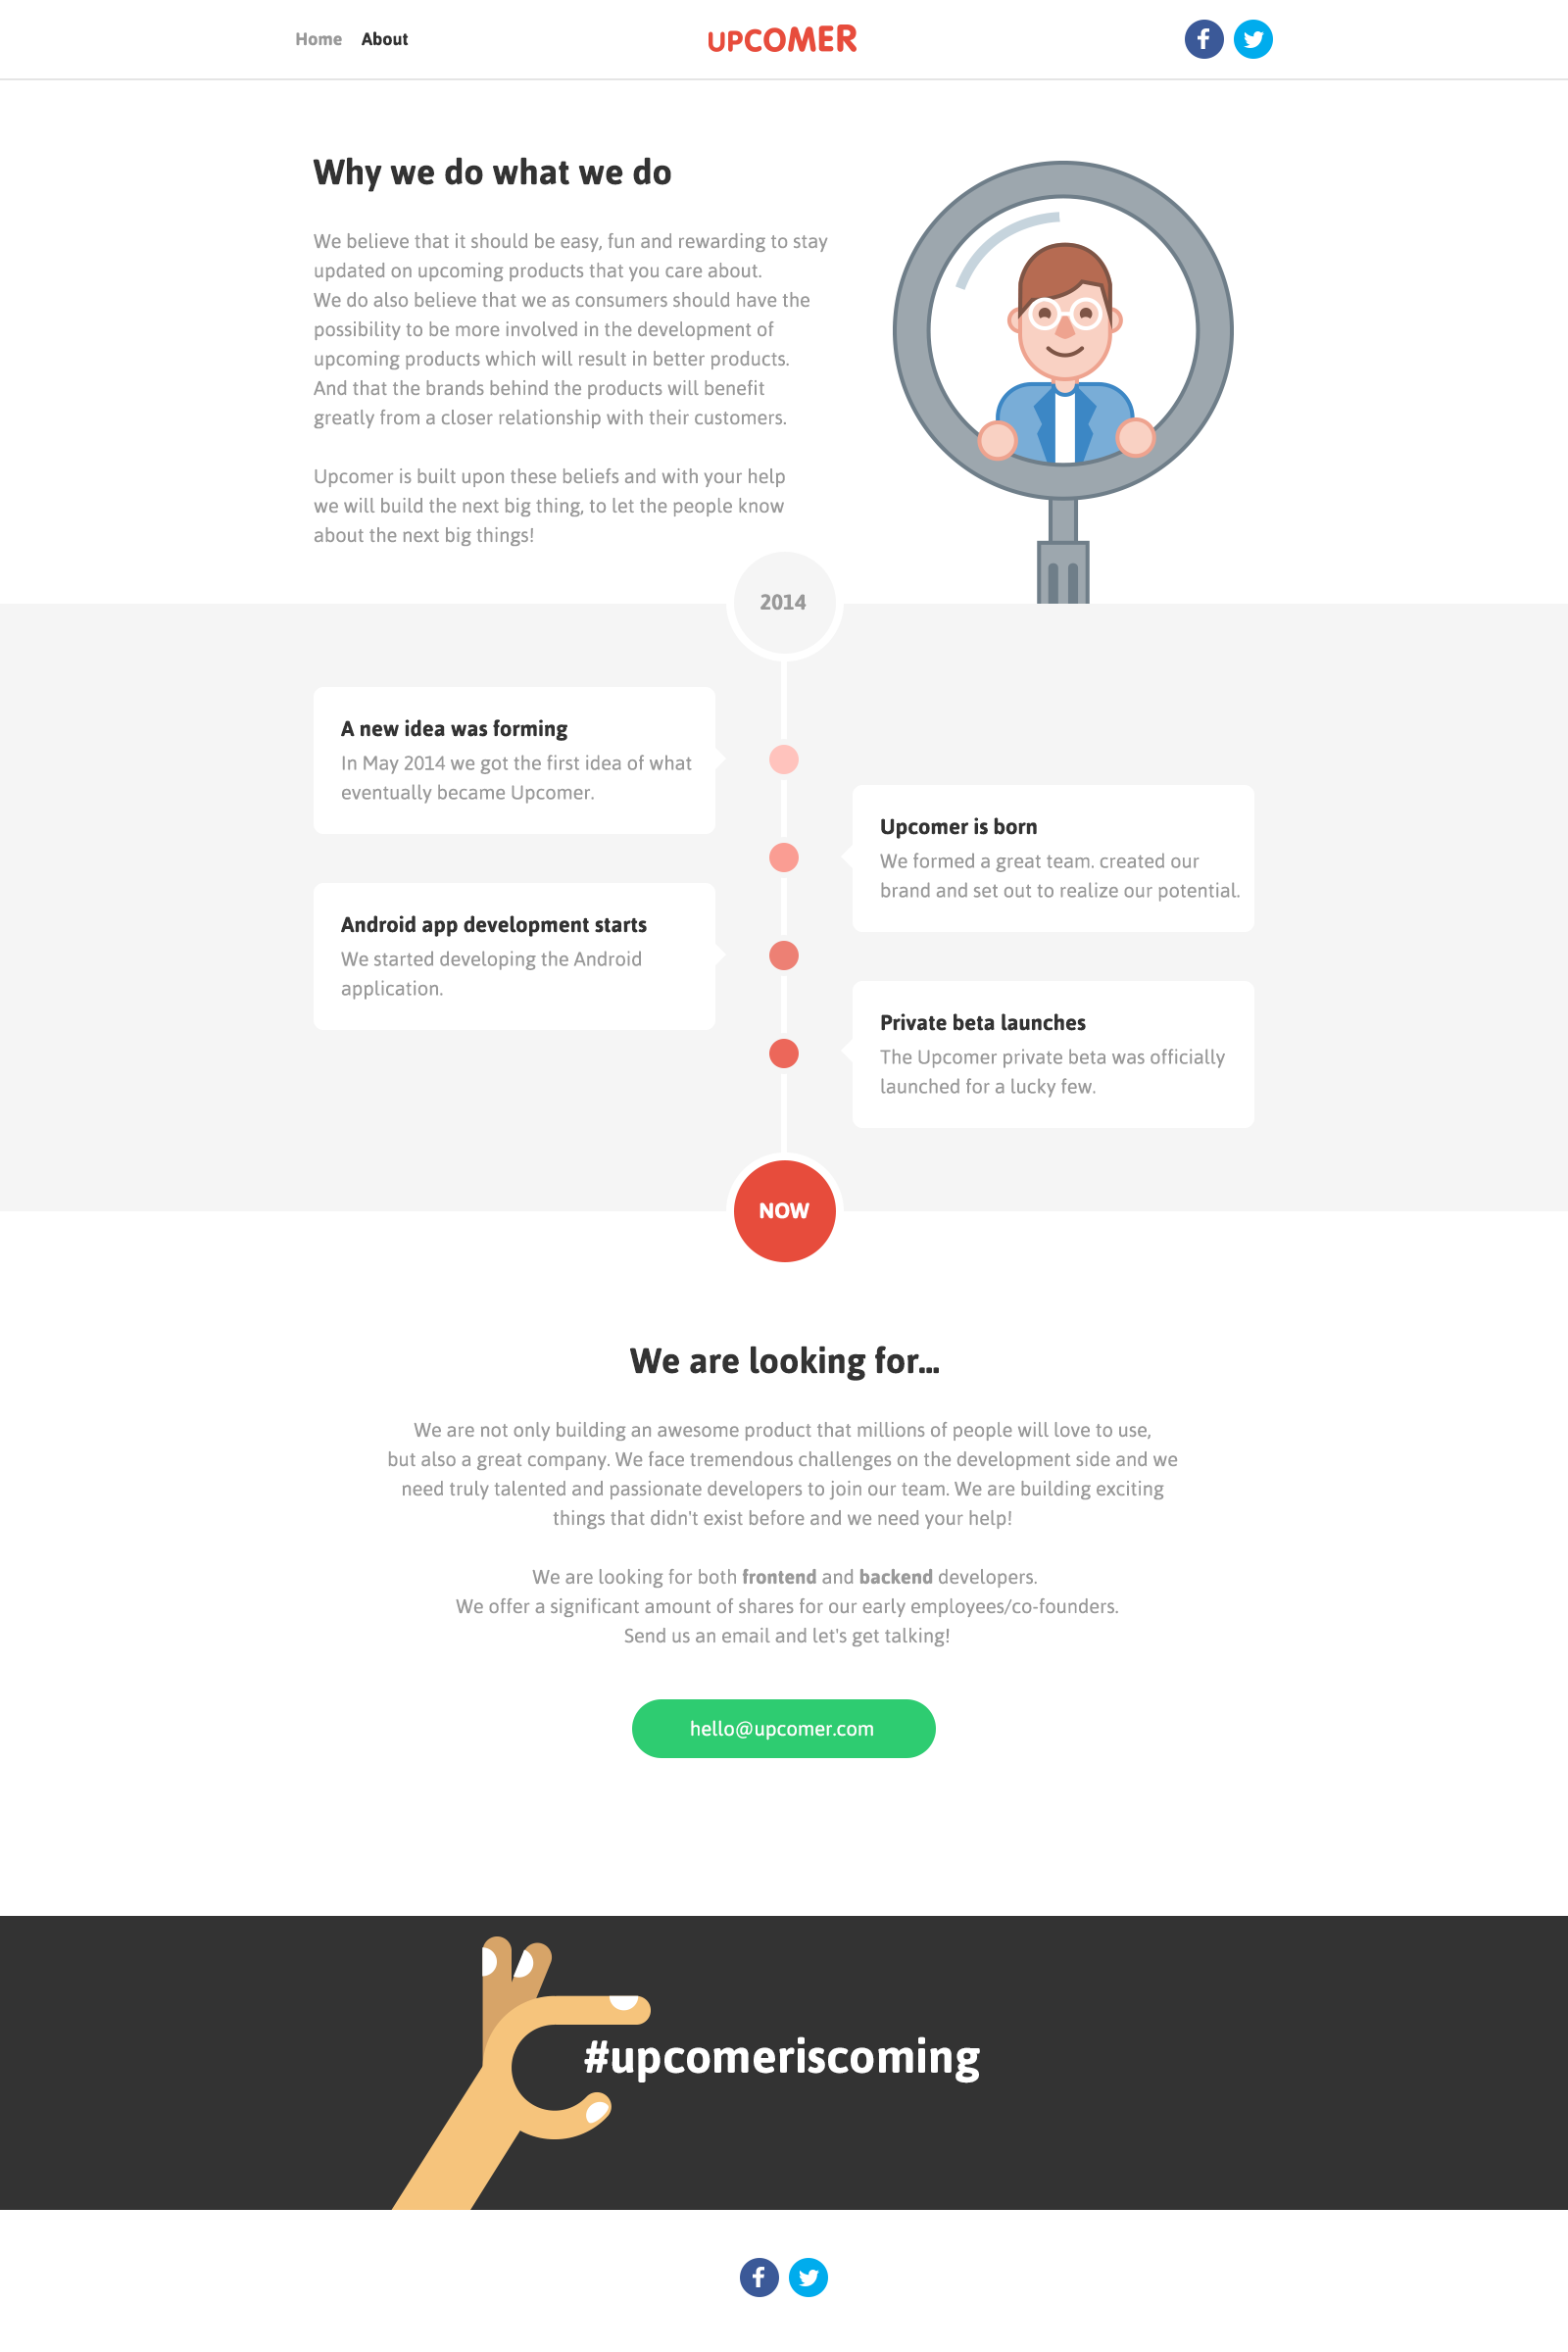 Home About
UPCOMER
Why we do what we do
We believe that it should be easy, fun and rewarding to stay
updated on upcoming products that you care about.
We do also believe that we as consumers should have the
possibility to be more involved in the development of
upcoming products which will result in better products.
And that the brands behind the products will benefit
greatly from a closer relationship with their customers.
Upcomer is built upon these beliefs and with your help
we will build the next big thing, to let the people know
about the next big things!
2014
A new idea was forming
In May 2014 we got the first idea of what
eventually became Upcomer.
Upcomer is born
We formed a great team. created our
brand and set out to realize our potential.
Android app development starts
We started developing the Android
application.
Private beta launches
The Upcomer private beta was officially
launched for a lucky few.
NOW
We are looking for...
We are not only building an awesome product that millions of people will love to use,
but also a great company. We face tremendous challenges on the development side and we
need truly talented and passionate developers to join our team. We are building exciting
things that didn't exist before and we need your help!
We are looking for both frontend and backend developers.
We offer a significant amount of shares for our early employees/co-founders.
Send us an email and let's get talking!
hello@upcomer.com
#upcomeriscoming